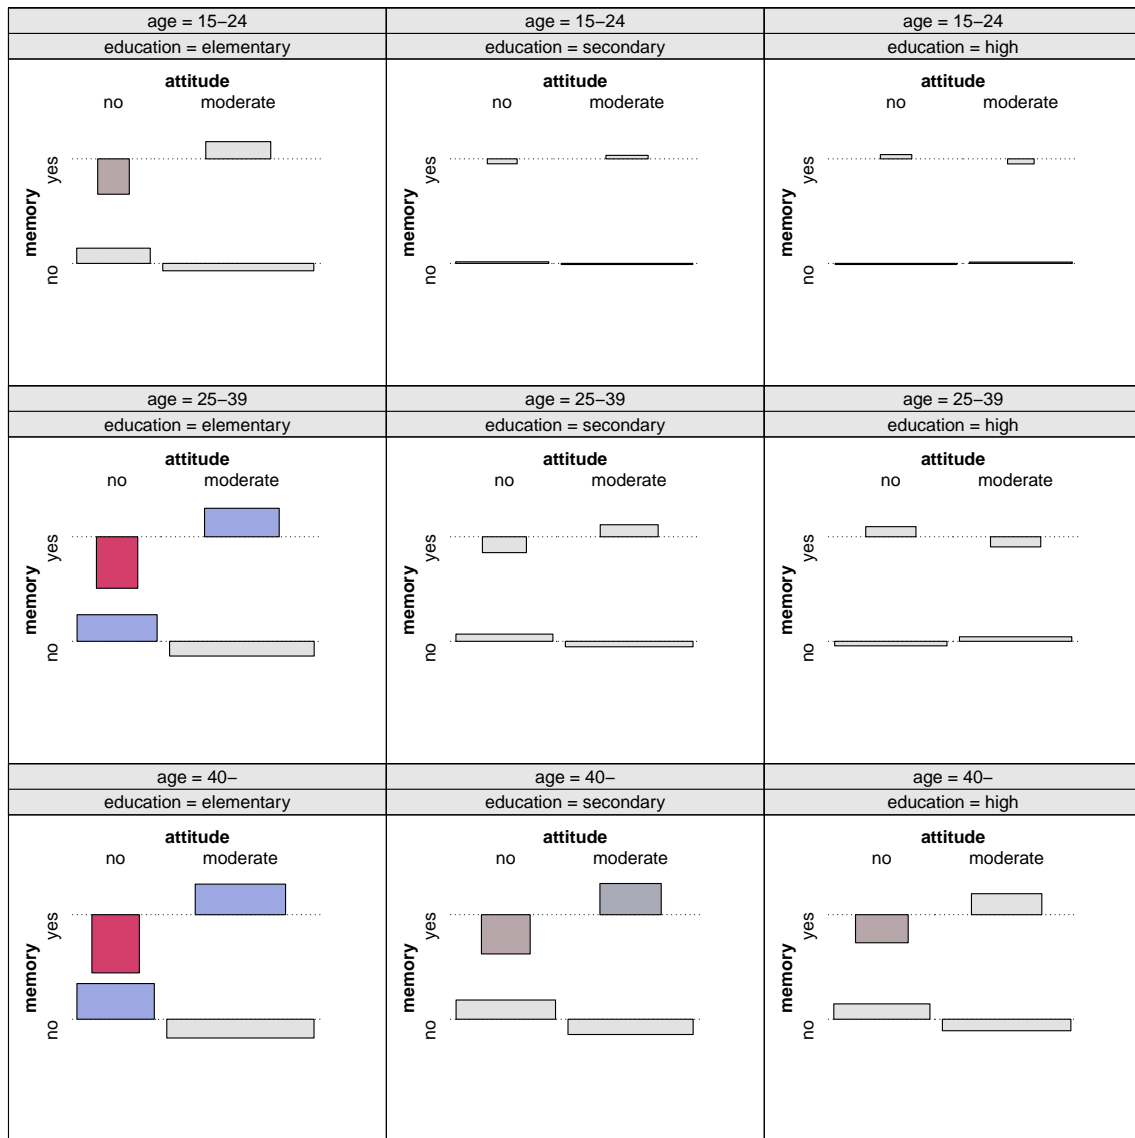 age = 15−24
age = 15−24
age = 15−24
education = elementary
education = secondary
education = high
attitude
no moderate
memory
yes
no
attitude
no moderate
memory
yes
no
attitude
no moderate
memory
yes
no
age = 25−39
age = 25−39
age = 25−39
education = elementary
education = secondary
education = high
attitude
no moderate
memory
yes
no
attitude
no moderate
memory
yes
no
attitude
no moderate
memory
yes
no
age = 40−
age = 40−
age = 40−
education = elementary
education = secondary
education = high
attitude
no moderate
memory
yes
no
attitude
no moderate
memory
yes
no
attitude
no moderate
memory
yes
no